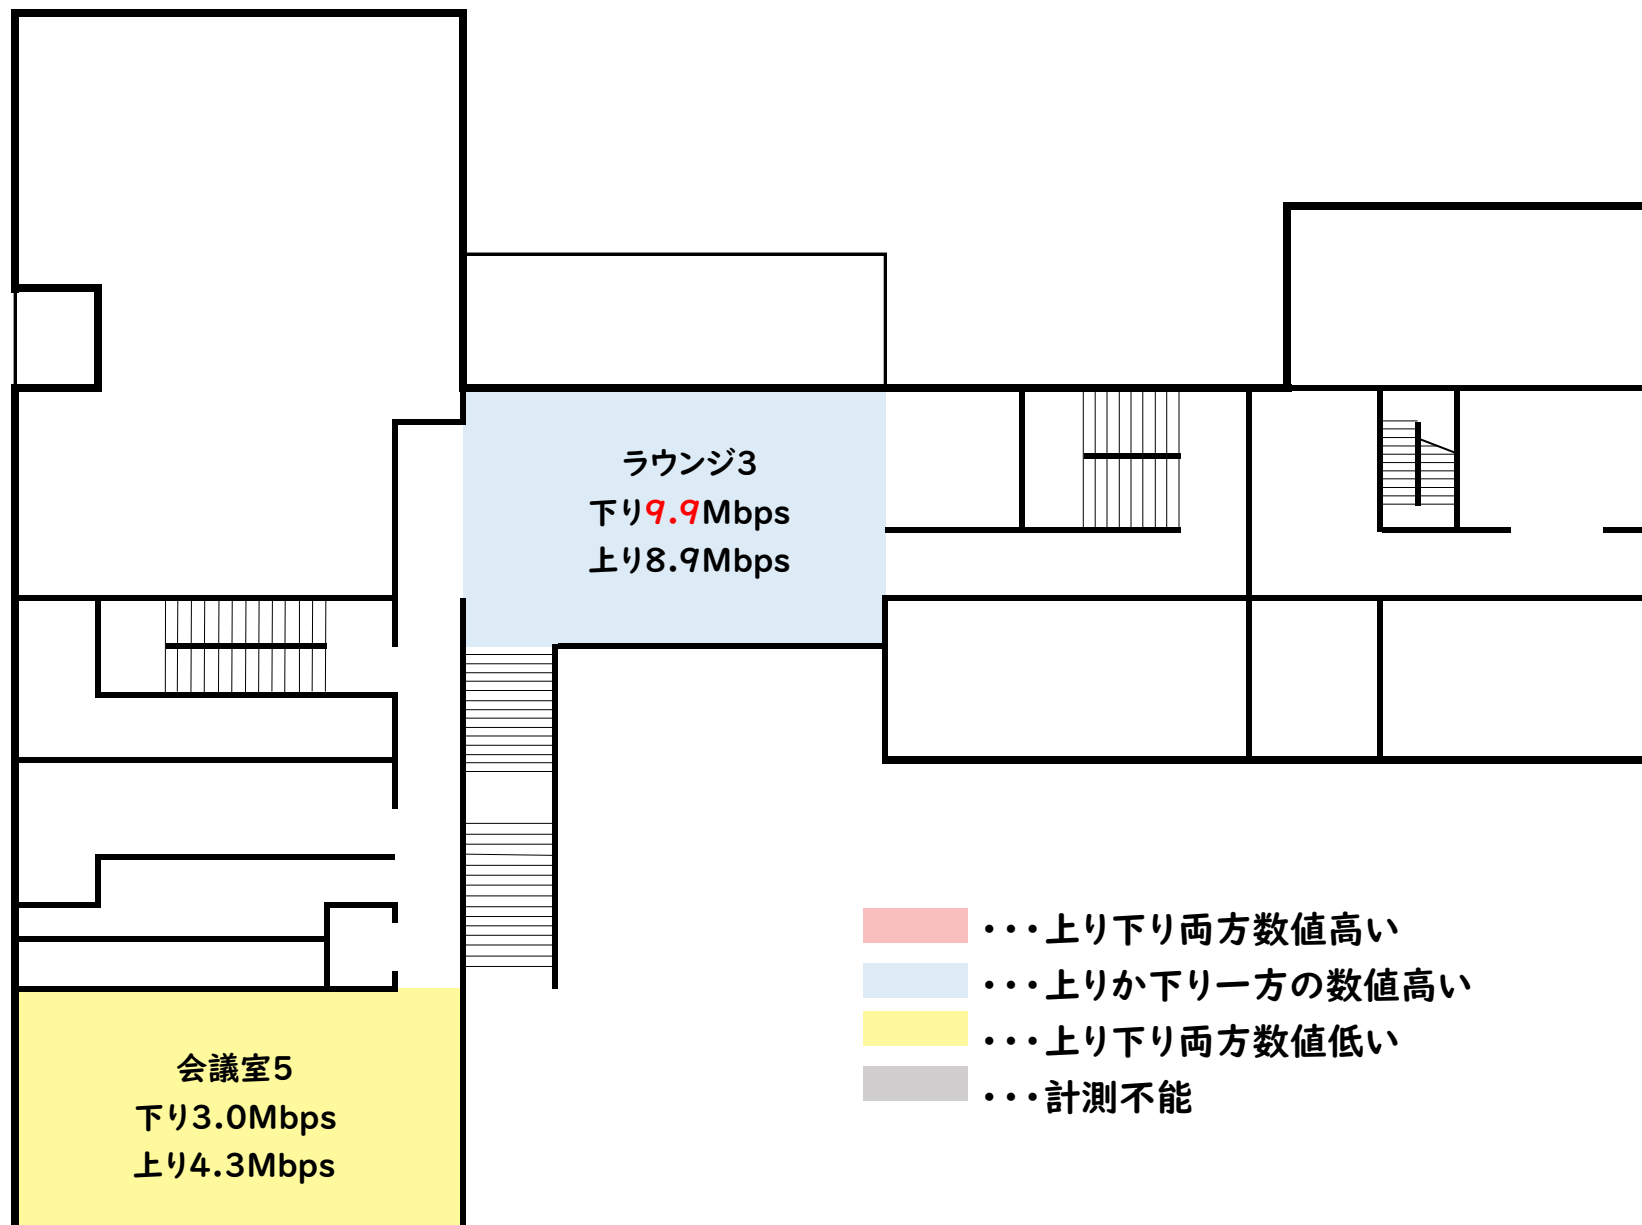 ラウンジ3
下り9.9Mbps
上り8.9Mbps
会議室5
下り3.0Mbps
上り4.3Mbps
・・・上り下り両方数値高い
・・・上りか下り一方の数値高い
・・・上り下り両方数値低い
・・・計測不能